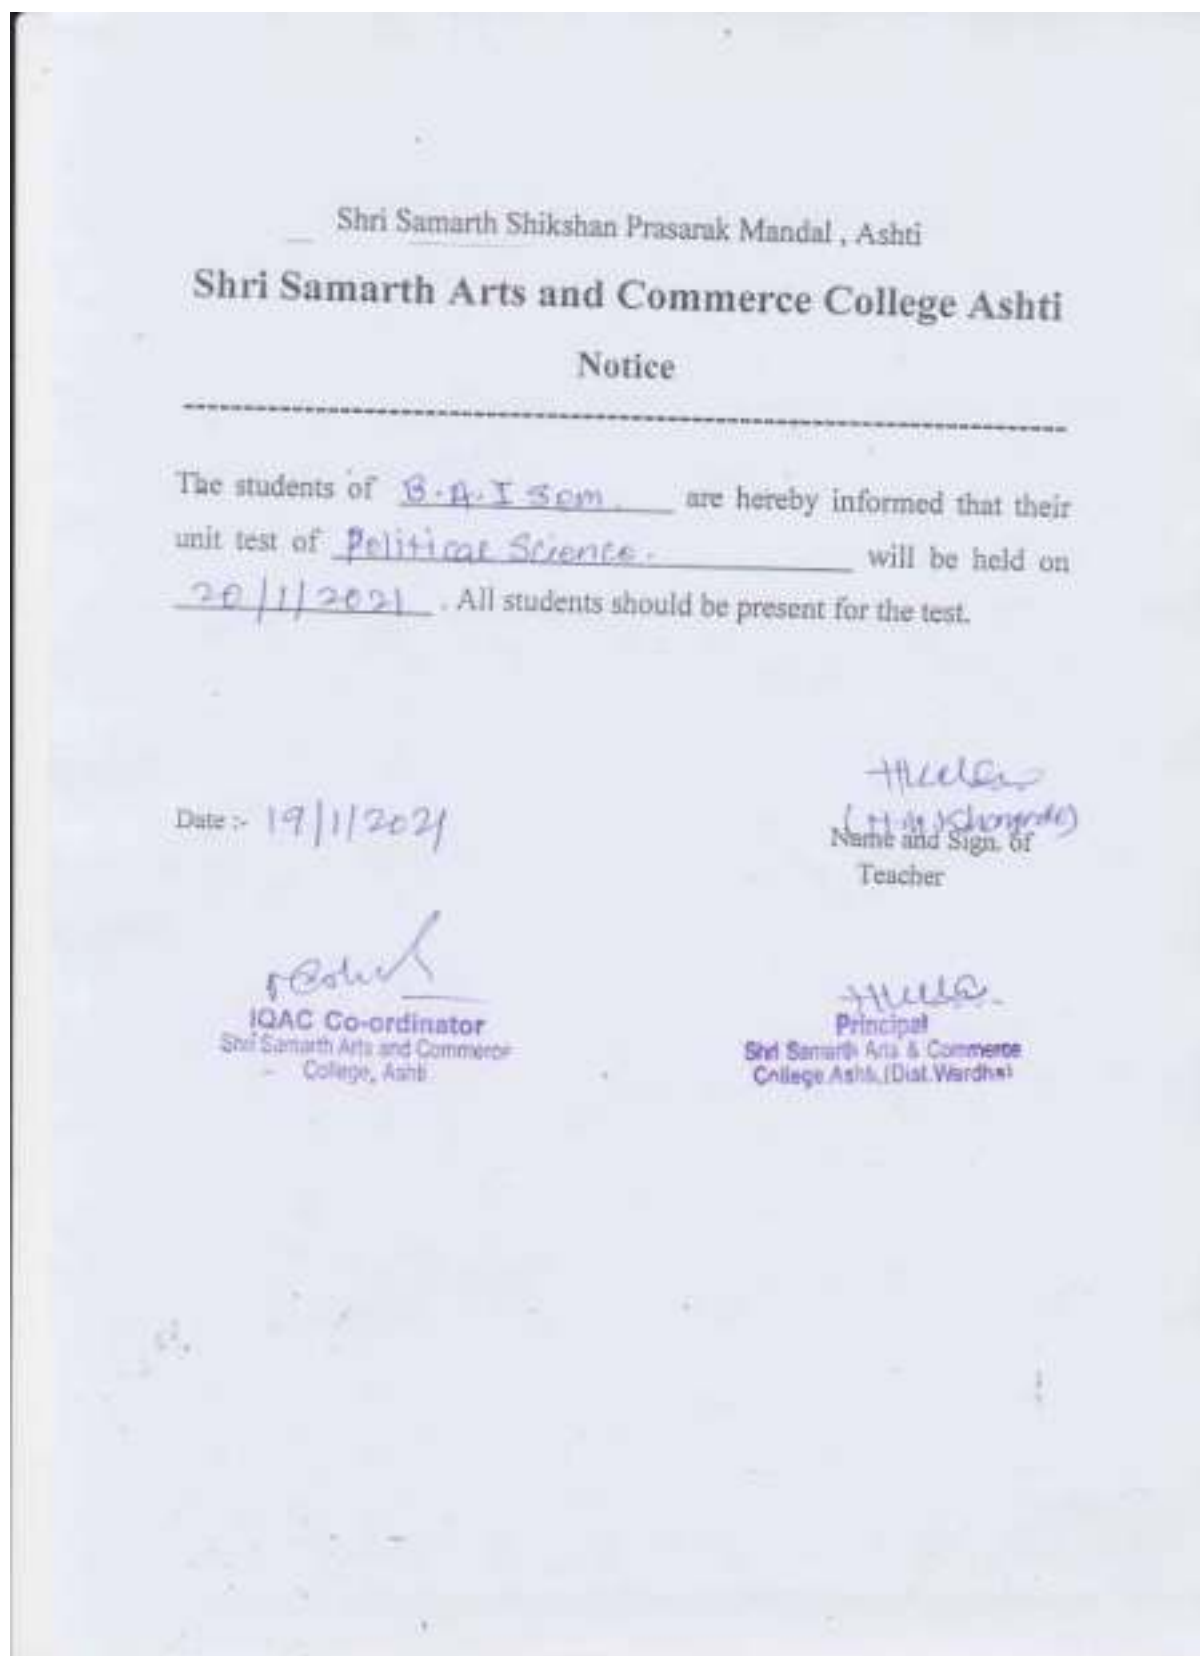 Shri Samarth Shikshan Prasarak Mandal , Ashti
Shri Samarth Arts and Commerce College Ashti
Notice
The students of B.A. I Sem. are hereby informed that their
unit test of Political Science. will be held on
20/1/2021 . All students should be present for the test.
Date :- 19/1/2021
Name and Sign. of
Teacher
IQAC Co-ordinator
Shri Samarth Arts and Commerce
College, Ashti
Principal
Shri Samarth Arts & Commerce
College Ashti,(Dist.Wardha)